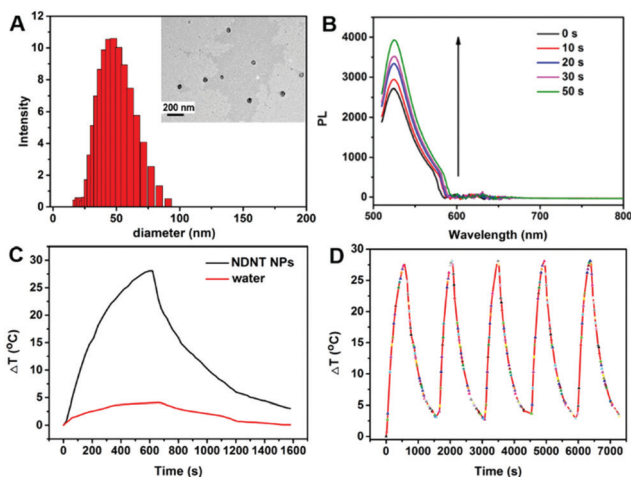 A
Intensity
12
10
8
6
4
2
0
0 50 100 150 200
diameter (nm)
200 nm
B
PL
4000
3000
2000
1000
0
500 600 700 800
Wavelength (nm)
0 s
10 s
20 s
30 s
50 s
C
△T (°C)
30
25
20
15
10
5
0
-5
0 200 400 600 800 1000 1200 1400 1600
Time (s)
NDNT NPs
water
D
△T (°C)
30
25
20
15
10
5
0
0 1000 2000 3000 4000 5000 6000 7000
Time (s)